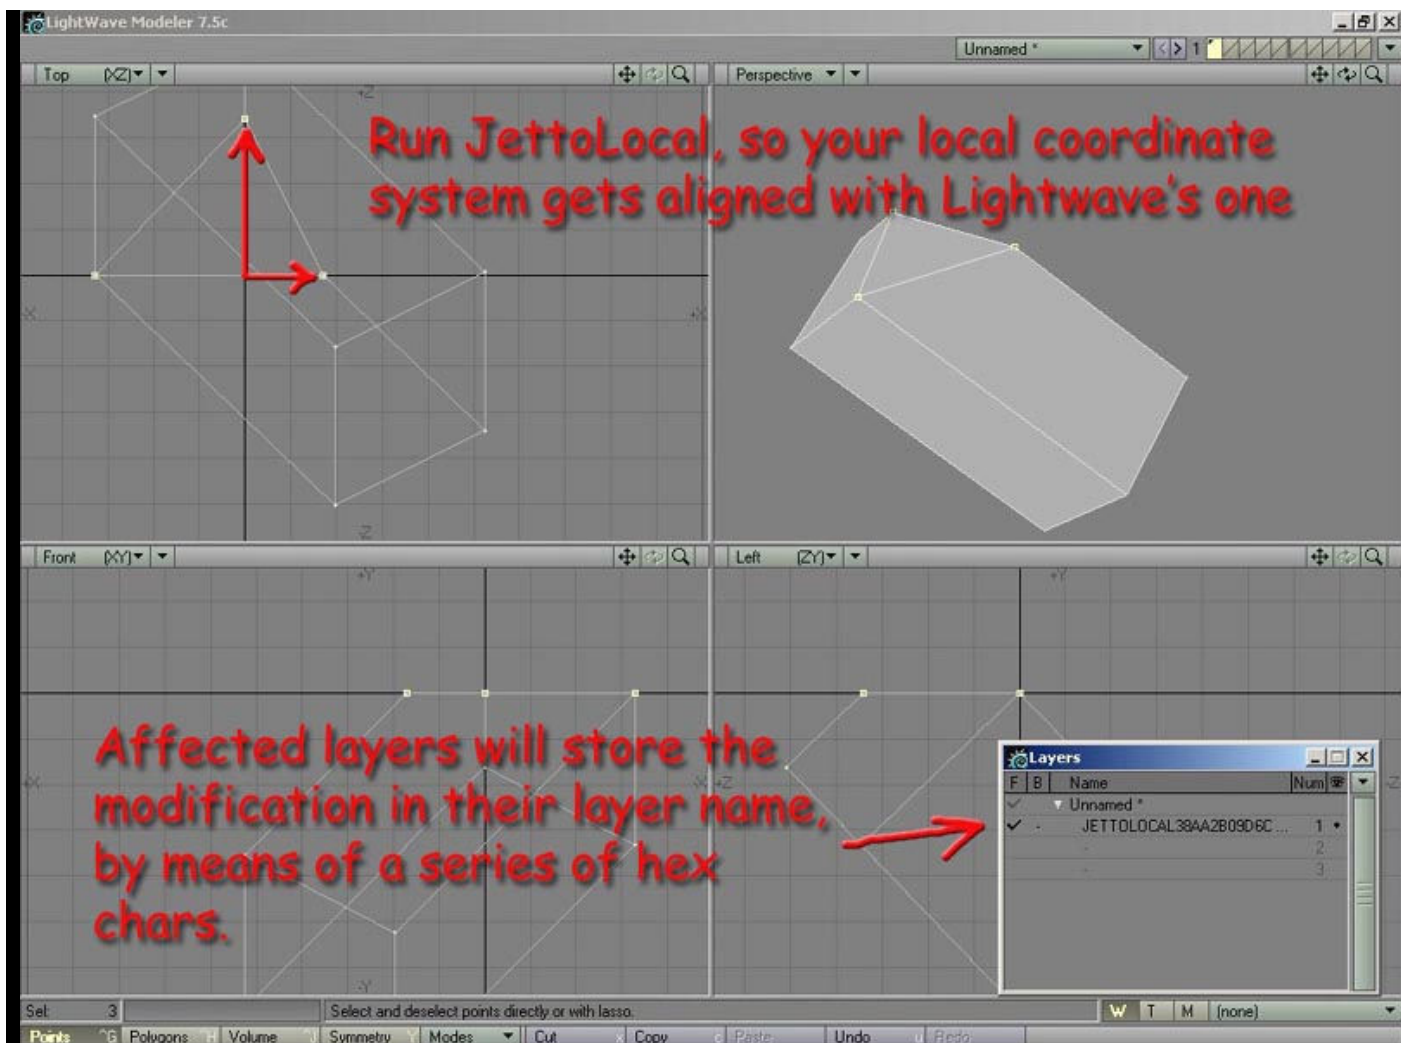 LightWave Modeler 7.5c
Unnamed * 1
Top (XZ)
Perspective
+Z
Run JettoLocal, so your local coordinate
system gets aligned with Lightwave's one
-X +X
-Z
Front (XY)
Left (ZY)
+Y +Y
Affected layers will store the
modification in their layer name,
by means of a series of hex
chars.
-X +Z -Z
-Y
Layers
F B Name Num
Unnamed *
JETTOLOCAL38AA2B09D6C ... 1
2
3
Sel: 3 Select and deselect points directly or with lasso. W T M (none)
Points ^G Polygons ^H Volume ^J Symmetry Y Modes Cut x Copy c Paste Undo u Redo